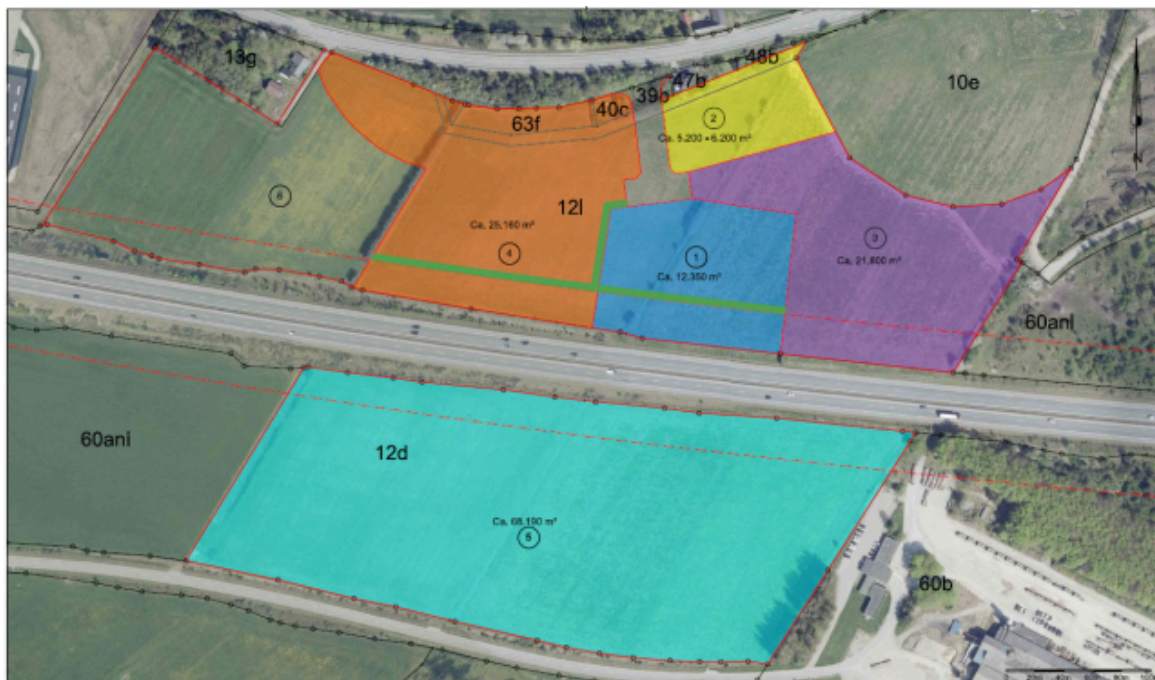 13g
48b
47b
39b
10e
40c
63f
2
Ca. 5.200 + 6.200 m²
12l
Ca. 25.160 m²
4
1
Ca. 12.350 m²
3
Ca. 21.800 m²
N
60anl
60anl
12d
Ca. 68.190 m²
5
60b